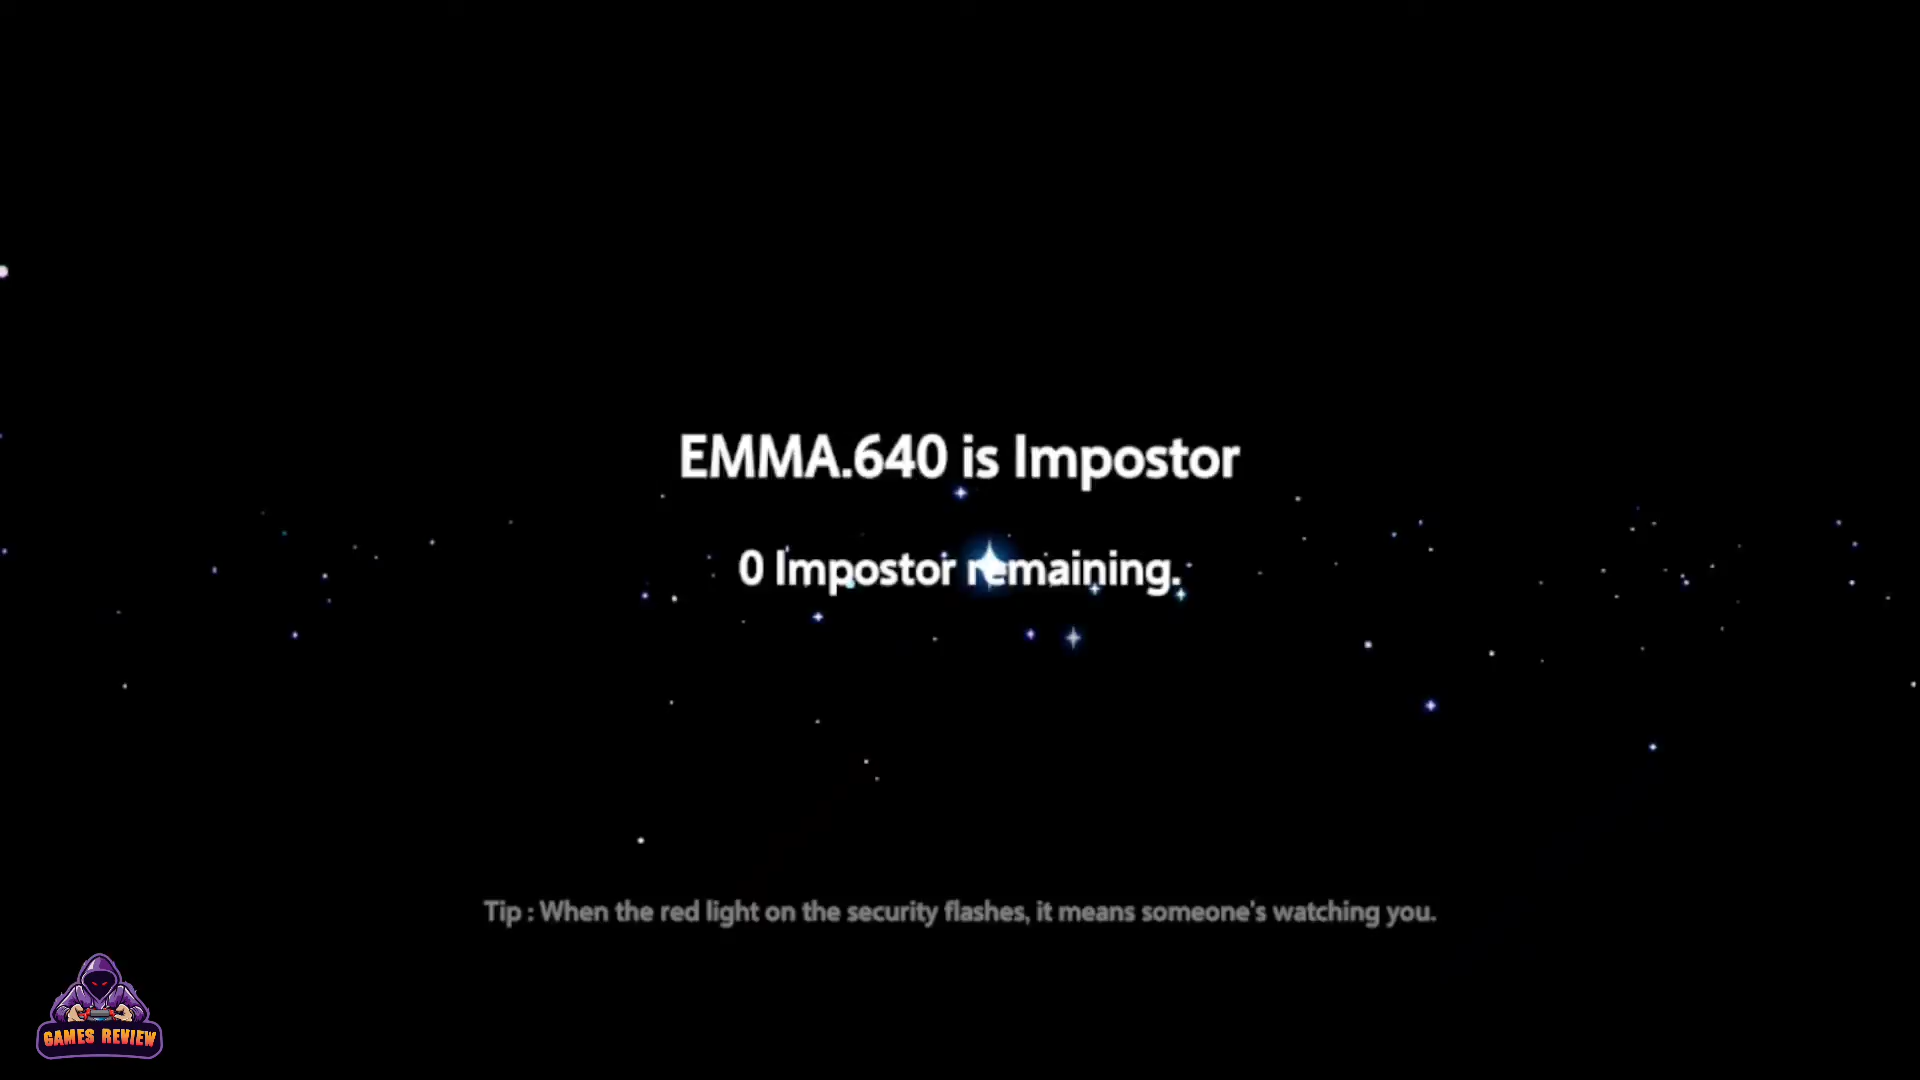 EMMA.640 is Impostor
0 Impostor remaining.
Tip : When the red light on the security flashes, it means someone's watching you.
GAMES REVIEW